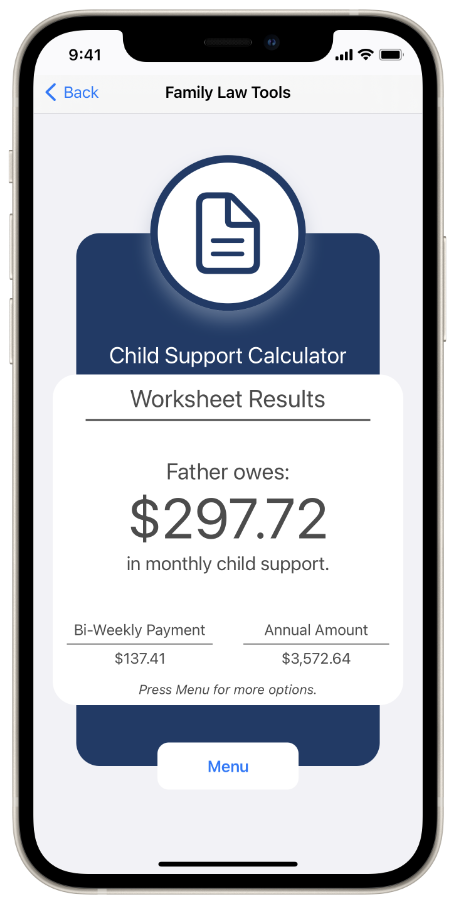 9:41
Back
Family Law Tools
Child Support Calculator
Worksheet Results
Father owes:
$297.72
in monthly child support.
Bi-Weekly Payment
Annual Amount
$137.41
$3,572.64
Press Menu for more options.
Menu